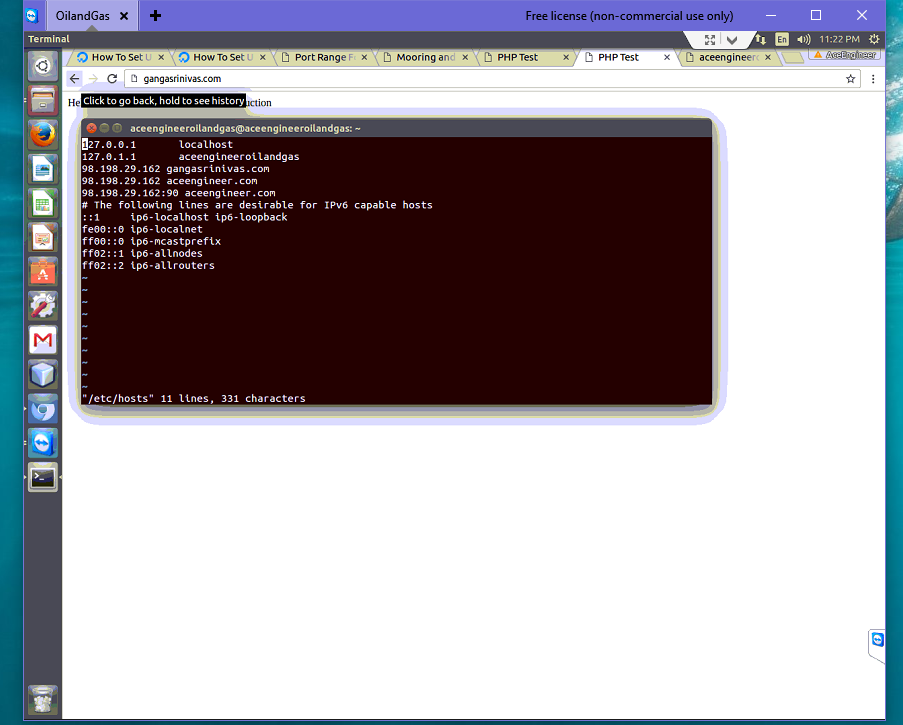 OilandGas
Free license (non-commercial use only)
Terminal
En
11:22 PM
How To Set U
How To Set U
Port Range F
Mooring and
PHP Test
PHP Test
aceengineer
AceEngineer
gangasrinivas.com
He
Click to go back, hold to see history
uction
aceengineeroilandgas@aceengineeroilandgas: ~
127.0.0.1 localhost
127.0.1.1 aceengineeroilandgas
98.198.29.162 gangasrinivas.com
98.198.29.162 aceengineer.com
98.198.29.162:90 aceengineer.com
# The following lines are desirable for IPv6 capable hosts
::1 ip6-localhost ip6-loopback
fe00::0 ip6-localnet
ff00::0 ip6-mcastprefix
ff02::1 ip6-allnodes
ff02::2 ip6-allrouters
~
~
~
~
~
~
~
~
~
~
"/etc/hosts" 11 lines, 331 characters